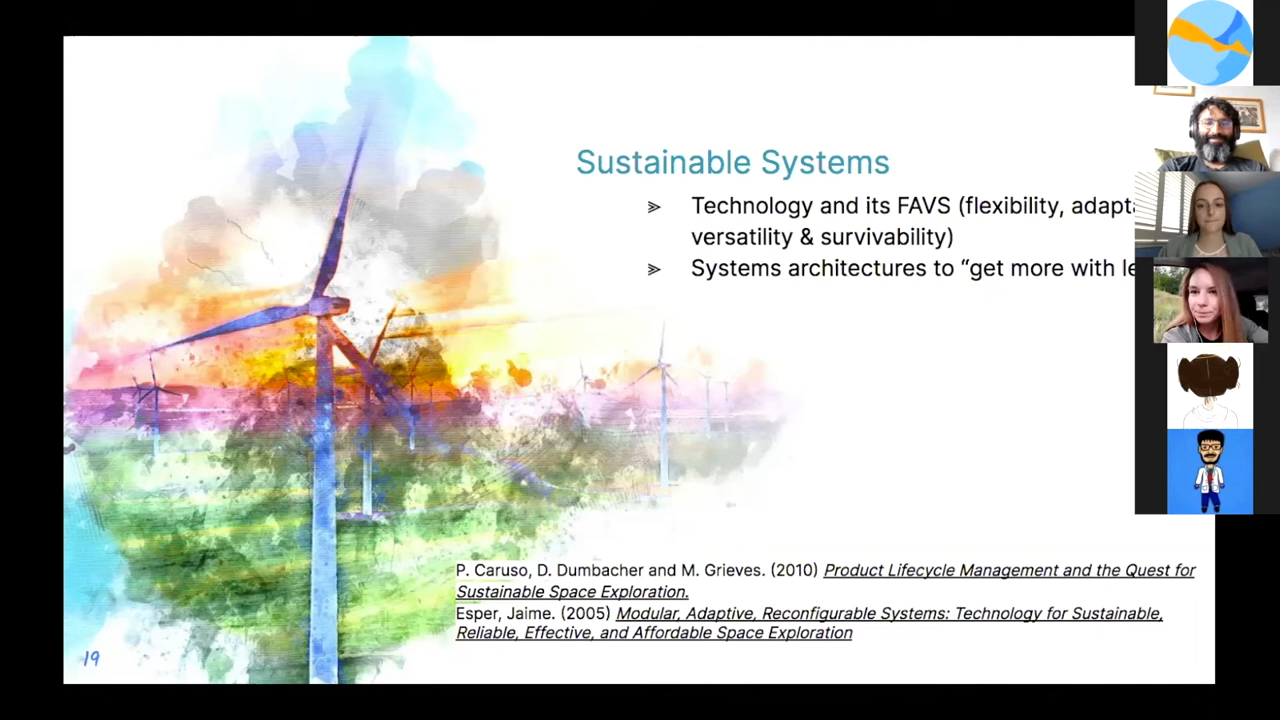 Sustainable Systems
⪢ Technology and its FAVS (flexibility,
versatility & survivability)
⪢ Systems architectures to “get more with
P. Caruso, D. Dumbacher and M. Grieves. (2010) Product Lifecycle Management and the Quest for
Sustainable Space Exploration.
Esper, Jaime. (2005) Modular, Adaptive, Reconfigurable Systems: Technology for Sustainable,
Reliable, Effective, and Affordable Space Exploration
19